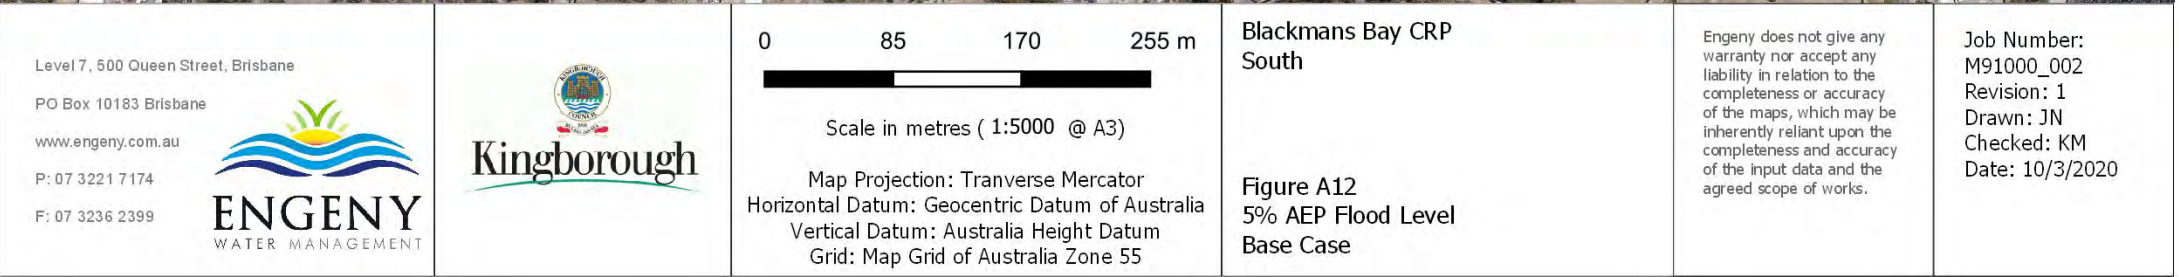 Level 7, 500 Queen Street, Brisbane
PO Box 10183 Brisbane
www.engeny.com.au
P: 07 3221 7174
F: 07 3236 2399
ENGENY
WATER MANAGEMENT
KINGBOROUGH
COUNCIL
Kingborough
0 85 170 255 m
Scale in metres ( 1:5000 @ A3)
Map Projection: Tranverse Mercator
Horizontal Datum: Geocentric Datum of Australia
Vertical Datum: Australia Height Datum
Grid: Map Grid of Australia Zone 55
Blackmans Bay CRP
South
Figure A12
5% AEP Flood Level
Base Case
Engeny does not give any
warranty nor accept any
liability in relation to the
completeness or accuracy
of the maps, which may be
inherently reliant upon the
completeness and accuracy
of the input data and the
agreed scope of works.
Job Number:
M91000_002
Revision: 1
Drawn: JN
Checked: KM
Date: 10/3/2020